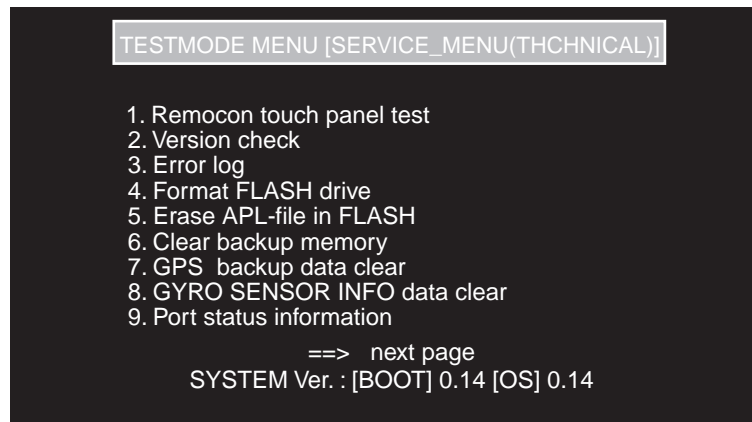 TESTMODE MENU [SERVICE_MENU(THCHNICAL)]
1. Remocon touch panel test
2. Version check
3. Error log
4. Format FLASH drive
5. Erase APL-file in FLASH
6. Clear backup memory
7. GPS  backup data clear
8. GYRO SENSOR INFO data clear
9. Port status information
==>  next page
SYSTEM Ver. : [BOOT] 0.14 [OS] 0.14